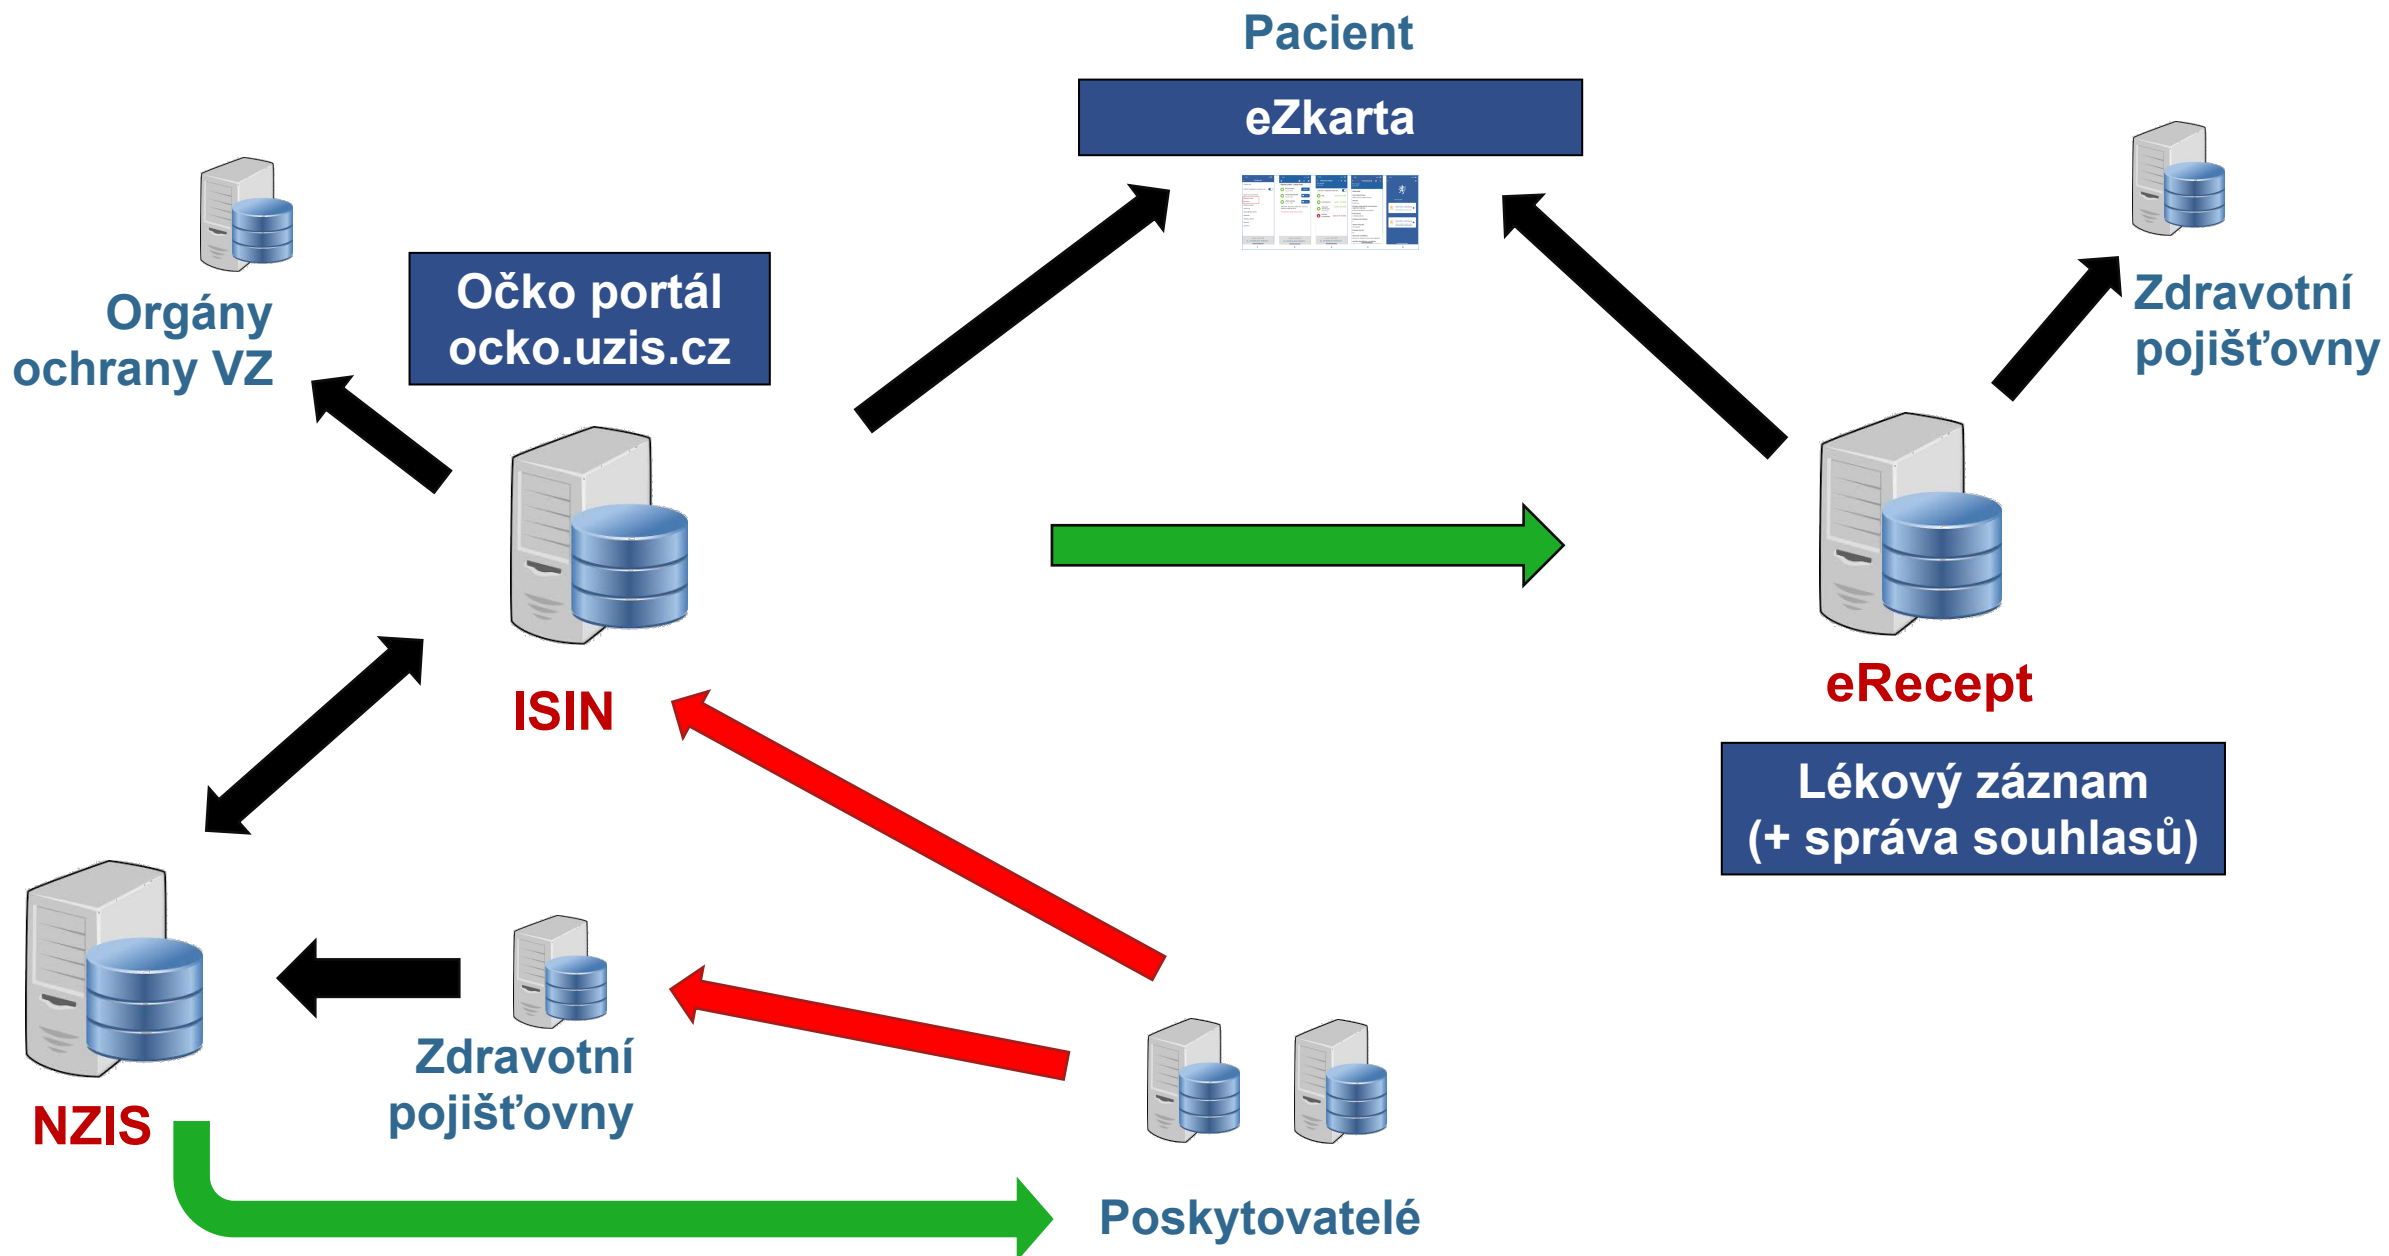 Pacient
eZkarta
Očko portál
ocko.uzis.cz
Orgány
ochrany VZ
Zdravotní
pojišťovny
ISIN
eRecept
Lékový záznam
(+ správa souhlasů)
NZIS
Zdravotní
pojišťovny
Poskytovatelé